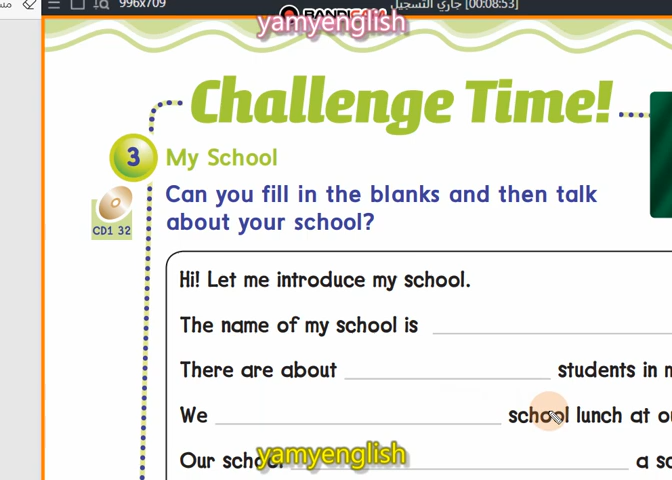 996x709
[00:08:53] جاري التسجيل
yamyenglish
Challenge Time!
3 My School
CD1 32
Can you fill in the blanks and then talk
about your school?
Hi! Let me introduce my school.
The name of my school is
There are about students in
We school lunch at
Our school a
yamyenglish